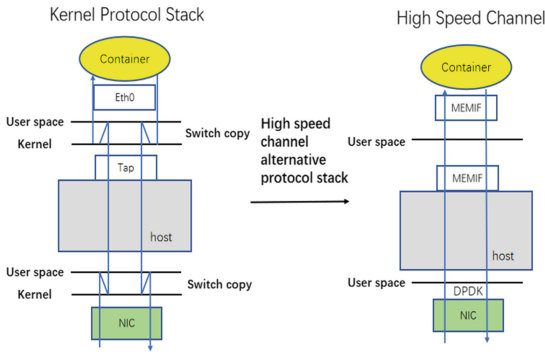 Kernel Protocol Stack
High Speed Channel
Container
Eth0
User space
Kernel
Switch copy
Tap
host
User space
Kernel
Switch copy
NIC
High speed
channel
alternative
protocol stack
Container
MEMIF
User space
MEMIF
host
User space
DPDK
NIC